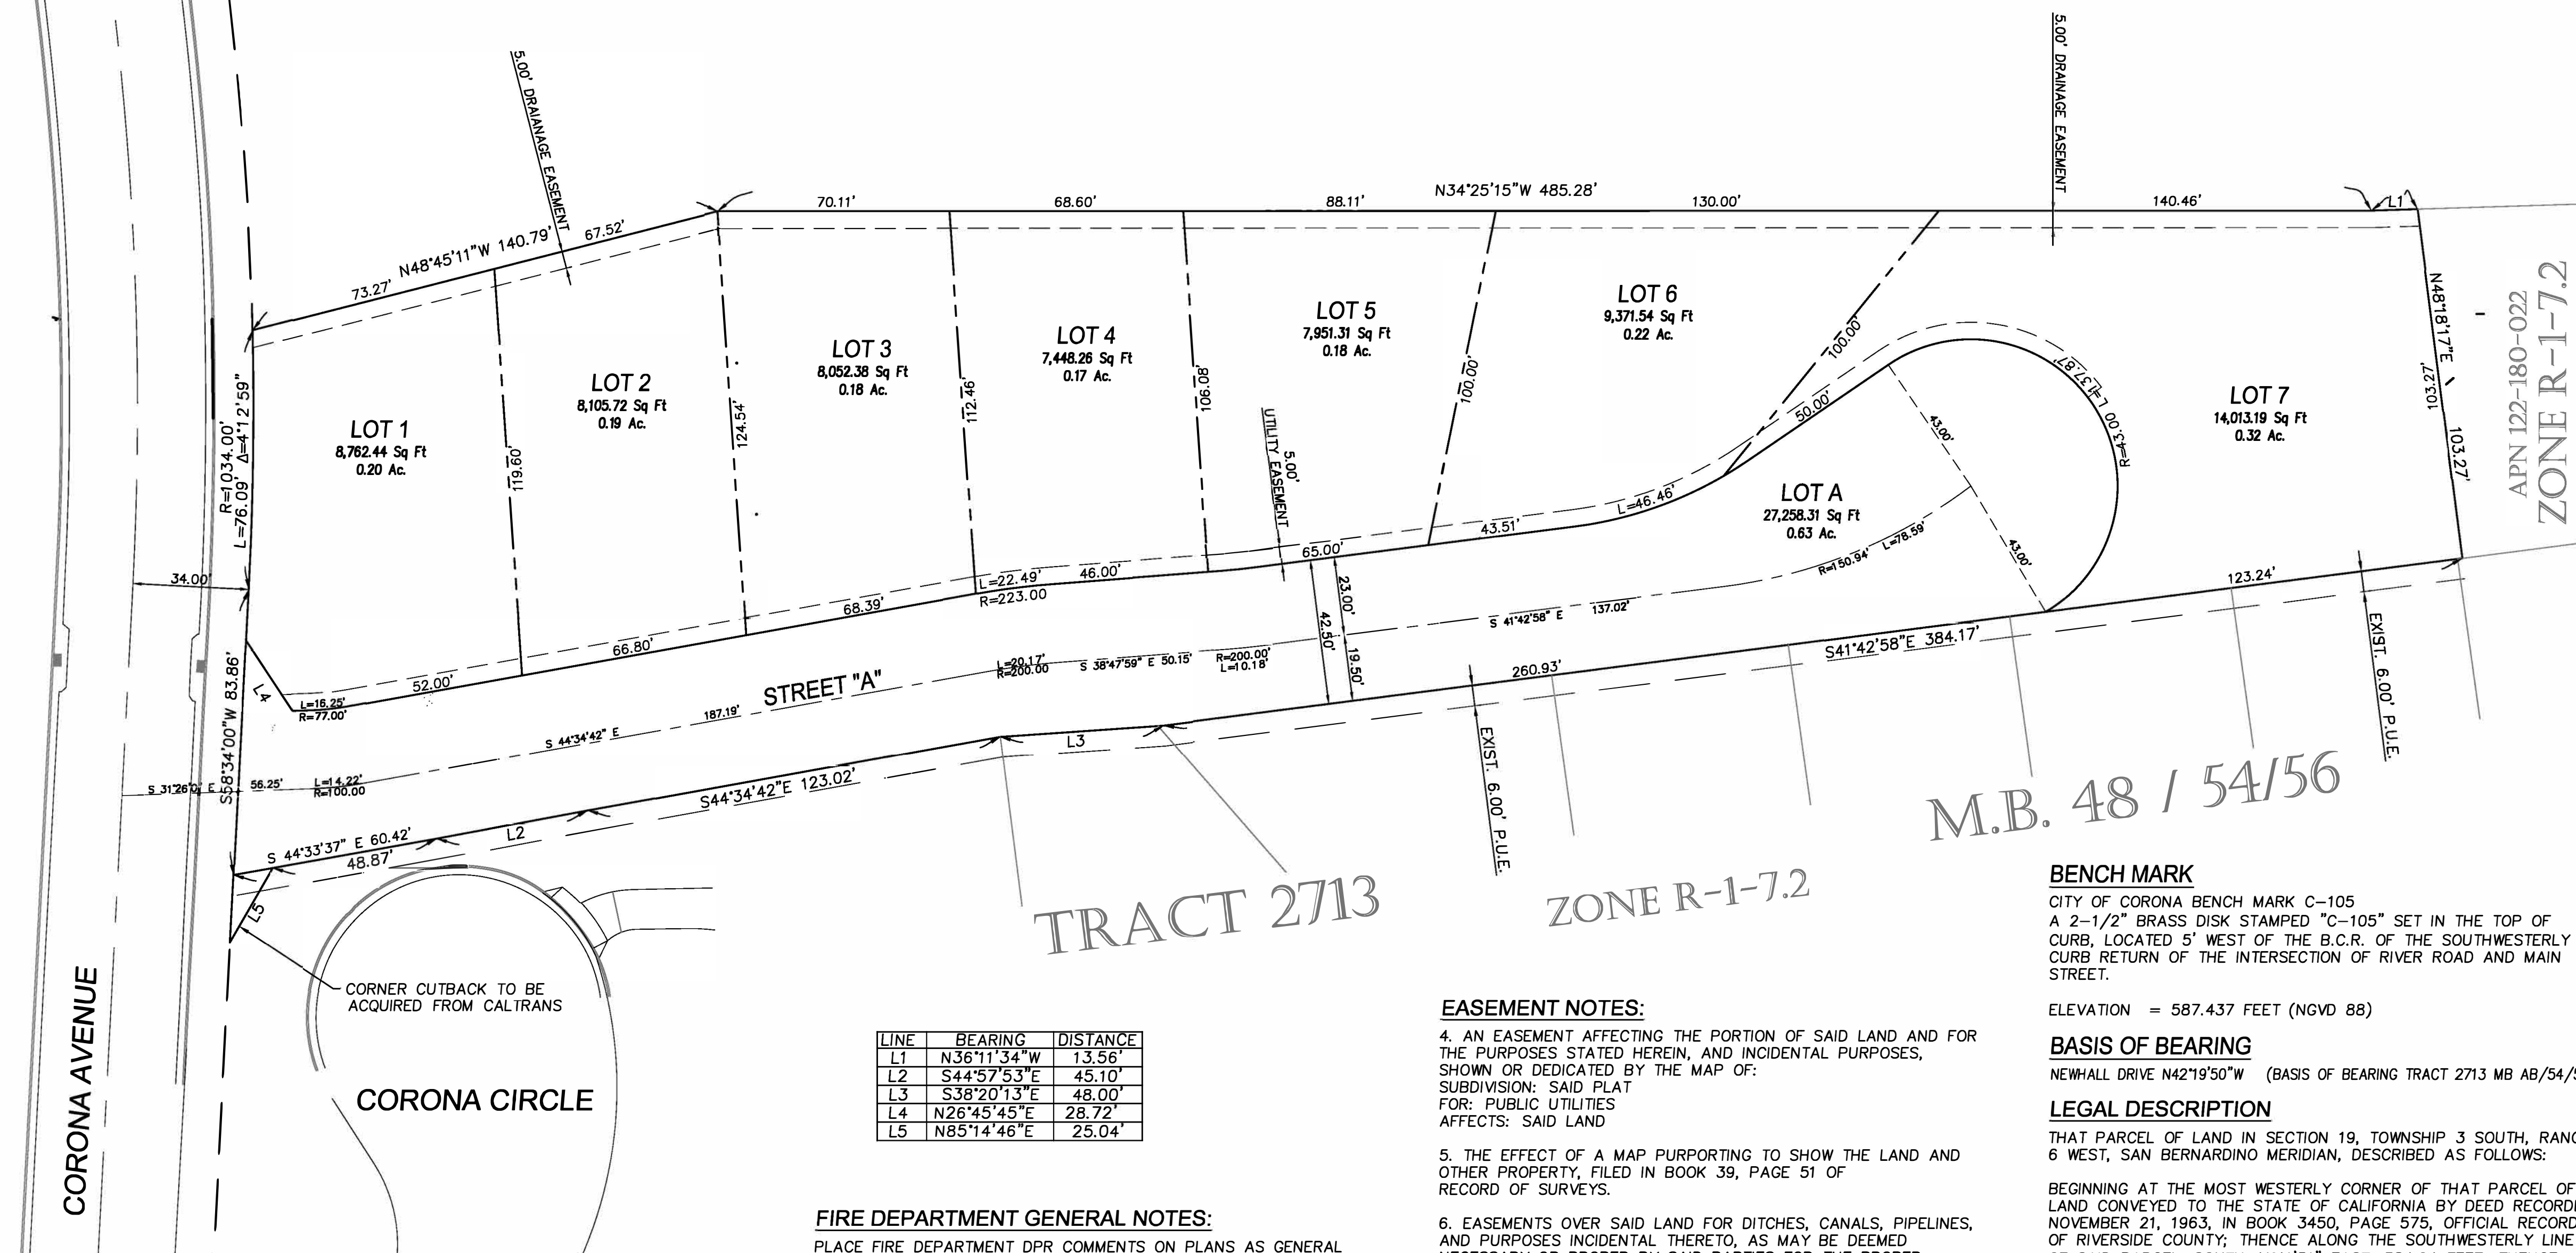 5.00' DRAIANAGE EASEMENT
5.00' DRAINAGE EASEMENT
N34°25'15"W 485.28'
70.11'
68.60'
88.11'
130.00'
140.46'
L1
N48°45'11"W 140.79'
73.27'
67.52'
N48°18'17"E
103.27'
103.27'
APN 122-180-022
ZONE R-1-7.2
R=1034.00'
L=76.09' Δ=4°12'59"
34.00'
LOT 1
8,762.44 Sq Ft
0.20 Ac.
119.60'
LOT 2
8,105.72 Sq Ft
0.19 Ac.
124.54'
LOT 3
8,052.38 Sq Ft
0.18 Ac.
112.46'
LOT 4
7,448.26 Sq Ft
0.17 Ac.
106.08'
LOT 5
7,951.31 Sq Ft
0.18 Ac.
100.00'
LOT 6
9,371.54 Sq Ft
0.22 Ac.
100.00'
LOT 7
14,013.19 Sq Ft
0.32 Ac.
LOT A
27,258.31 Sq Ft
0.63 Ac.
5.00'
UTILITY EASEMENT
L4
L=16.25'
R=77.00'
52.00'
66.80'
68.39'
L=22.49'
R=223.00
46.00'
65.00'
43.51'
L=46.46'
50.00'
R=43.00 L=137.87'
43.00'
43.00'
23.00'
42.50'
19.50'
S58°34'00"W 83.86'
S 31°26'0" E
56.25'
L=14.22'
R=100.00
S 44°34'42" E
187.19'
STREET "A"
L=20.17'
R=200.00
S 38°47'59" E 50.15'
R=200.00'
L=10.18'
S 41°42'58" E
137.02'
R=150.94'
L=78.59'
123.24'
S41°42'58"E 384.17'
260.93'
EXIST. 6.00' P.U.E.
EXIST. 6.00' P.U.E.
L3
S44°34'42"E 123.02'
L2
S 44°33'37" E 60.42'
48.87'
L5
CORNER CUTBACK TO BE
ACQUIRED FROM CALTRANS
CORONA AVENUE
CORONA CIRCLE
TRACT 2713
ZONE R-1-7.2
M.B. 48 / 54/56
LINE BEARING DISTANCE
L1 N36°11'34"W 13.56'
L2 S44°57'53"E 45.10'
L3 S38°20'13"E 48.00'
L4 N26°45'45"E 28.72'
L5 N85°14'46"E 25.04'
FIRE DEPARTMENT GENERAL NOTES:
PLACE FIRE DEPARTMENT DPR COMMENTS ON PLANS AS GENERAL
EASEMENT NOTES:
4. AN EASEMENT AFFECTING THE PORTION OF SAID LAND AND FOR
THE PURPOSES STATED HEREIN, AND INCIDENTAL PURPOSES,
SHOWN OR DEDICATED BY THE MAP OF:
SUBDIVISION: SAID PLAT
FOR: PUBLIC UTILITIES
AFFECTS: SAID LAND
5. THE EFFECT OF A MAP PURPORTING TO SHOW THE LAND AND
OTHER PROPERTY, FILED IN BOOK 39, PAGE 51 OF
RECORD OF SURVEYS.
6. EASEMENTS OVER SAID LAND FOR DITCHES, CANALS, PIPELINES,
AND PURPOSES INCIDENTAL THERETO, AS MAY BE DEEMED
BENCH MARK
CITY OF CORONA BENCH MARK C-105
A 2-1/2" BRASS DISK STAMPED "C-105" SET IN THE TOP OF
CURB, LOCATED 5' WEST OF THE B.C.R. OF THE SOUTHWESTERLY
CURB RETURN OF THE INTERSECTION OF RIVER ROAD AND MAIN
STREET.
ELEVATION = 587.437 FEET (NGVD 88)
BASIS OF BEARING
NEWHALL DRIVE N42°19'50"W (BASIS OF BEARING TRACT 2713 MB AB/54/
LEGAL DESCRIPTION
THAT PARCEL OF LAND IN SECTION 19, TOWNSHIP 3 SOUTH,
6 WEST, SAN BERNARDINO MERIDIAN, DESCRIBED AS FOLLOWS:
BEGINNING AT THE MOST WESTERLY CORNER OF THAT PARCEL OF
LAND CONVEYED TO THE STATE OF CALIFORNIA BY DEED
NOVEMBER 21, 1963, IN BOOK 3450, PAGE 575, OFFICIAL
OF RIVERSIDE COUNTY; THENCE ALONG THE SOUTHWESTERLY LINE